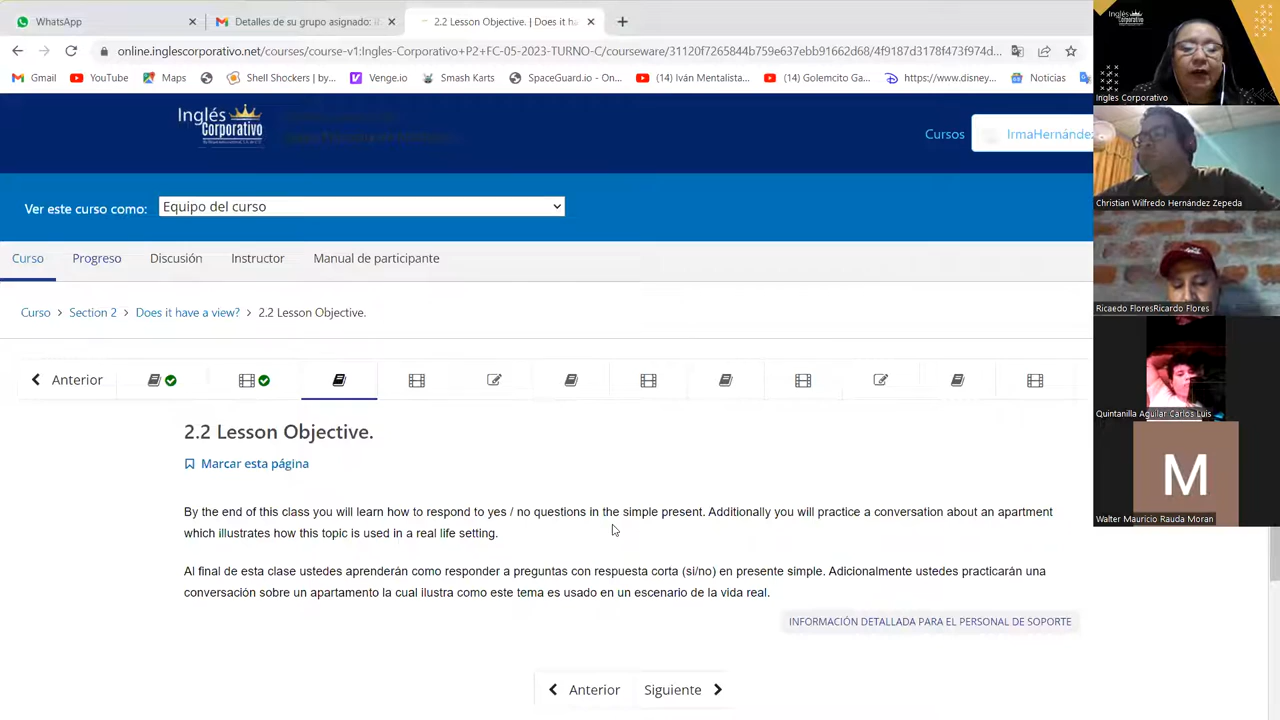 WhatsApp
Detalles de su grupo asignado: iE
2.2 Lesson Objective. | Does it ha
online.inglescorporativo.net/courses/course-v1:Ingles-Corporativo+P2+FC-05-2023-TURNO-C/courseware/31120f7265844b759e637ebb91662d68/4f9187d3178f473f974d...
Gmail
YouTube
Maps
Shell Shockers | by...
Venge.io
Smash Karts
SpaceGuard.io - On...
(14) Iván Mentalista...
(14) Golemcito Ga...
https://www.disney...
Noticias
Inglés
Corporativo
Cursos
IrmaHernández
Ver este curso como:
Equipo del curso
Curso
Progreso
Discusión
Instructor
Manual de participante
Curso > Section 2 > Does it have a view? > 2.2 Lesson Objective.
Anterior
2.2 Lesson Objective.
Marcar esta página
By the end of this class you will learn how to respond to yes / no questions in the simple present. Additionally you will practice a conversation about an apartment
which illustrates how this topic is used in a real life setting.
Al final de esta clase ustedes aprenderán como responder a preguntas con respuesta corta (si/no) en presente simple. Adicionalmente ustedes practicarán una
conversación sobre un apartamento la cual ilustra como este tema es usado en un escenario de la vida real.
INFORMACIÓN DETALLADA PARA EL PERSONAL DE SOPORTE
Anterior
Siguiente
Inglés
Corporativo
Ingles Corporativo
Christian Wilfredo Hernández Zepeda
Ricaedo FloresRicardo Flores
Quintanilla Aguilar Carlos Luis
M
Walter Mauricio Rauda Moran